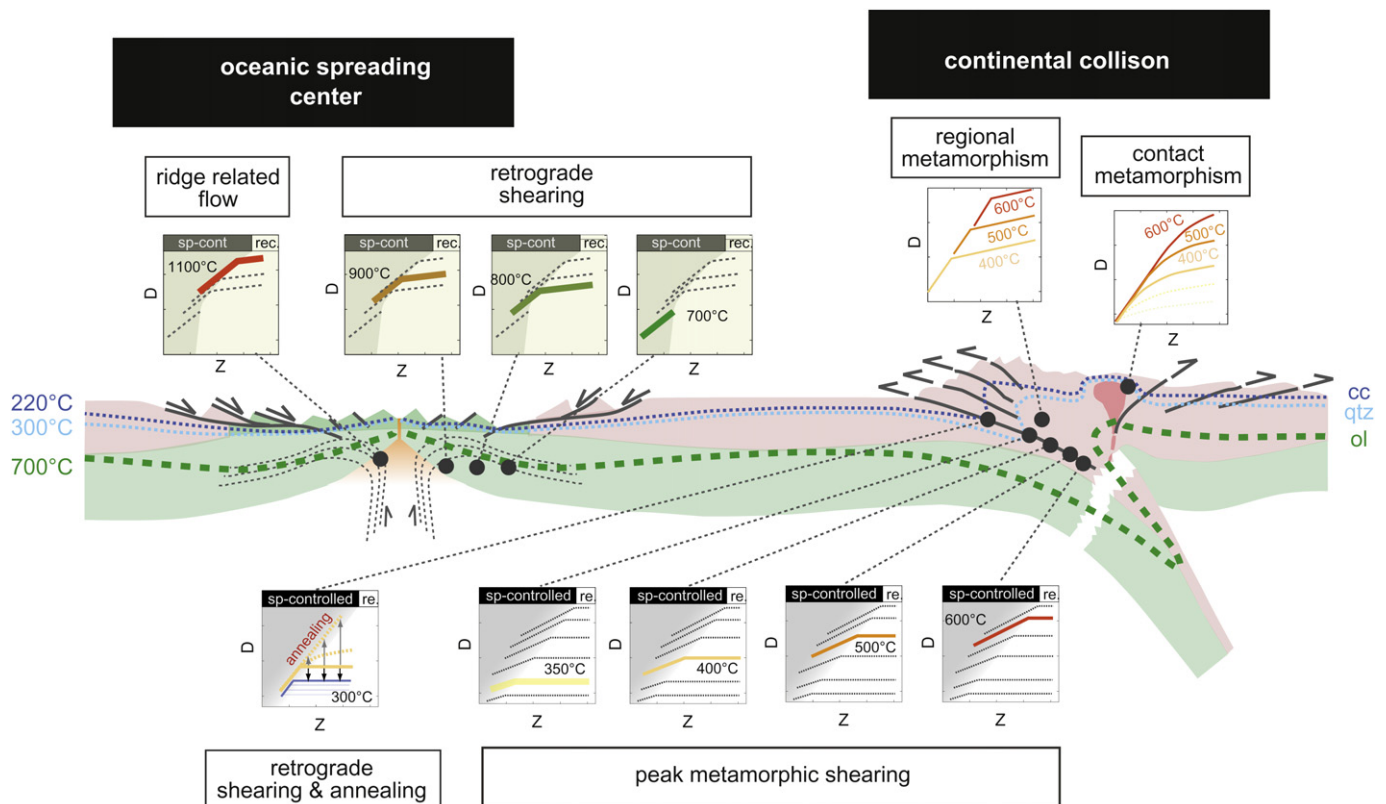 oceanic spreading
center
continental collison
ridge related
flow
retrograde
shearing
regional
metamorphism
contact
metamorphism
sp-cont
rec.
1100°C
D
Z
sp-cont
rec.
900°C
D
Z
sp-cont
rec.
800°C
D
Z
sp-cont
rec.
700°C
D
Z
600°C
500°C
400°C
D
Z
600°C
500°C
400°C
D
Z
220°C
300°C
700°C
cc
qtz
ol
sp-controlled
re.
annealing
300°C
D
Z
sp-controlled
re.
350°C
D
Z
sp-controlled
re.
400°C
D
Z
sp-controlled
re.
500°C
D
Z
sp-controlled
re.
600°C
D
Z
retrograde
shearing & annealing
peak metamorphic shearing